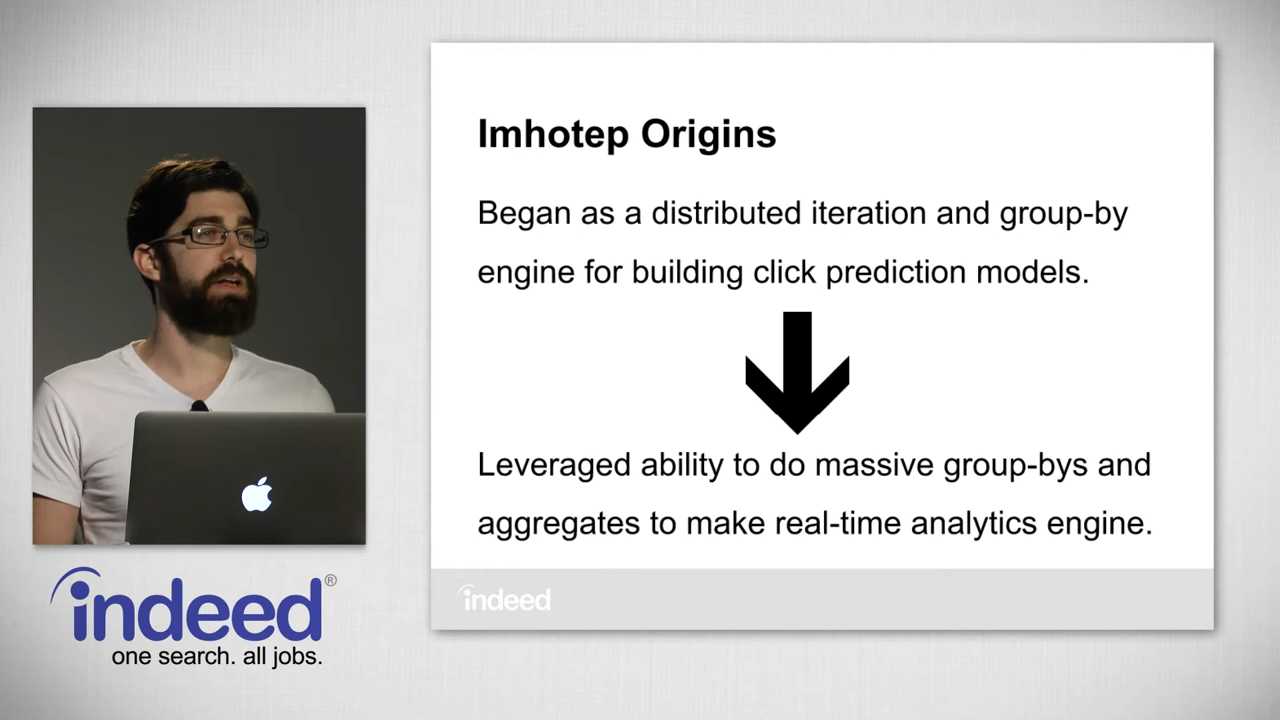 Imhotep Origins
Began as a distributed iteration and group-by
engine for building click prediction models.
Leveraged ability to do massive group-bys and
aggregates to make real-time analytics engine.
indeed
indeed®
one search. all jobs.